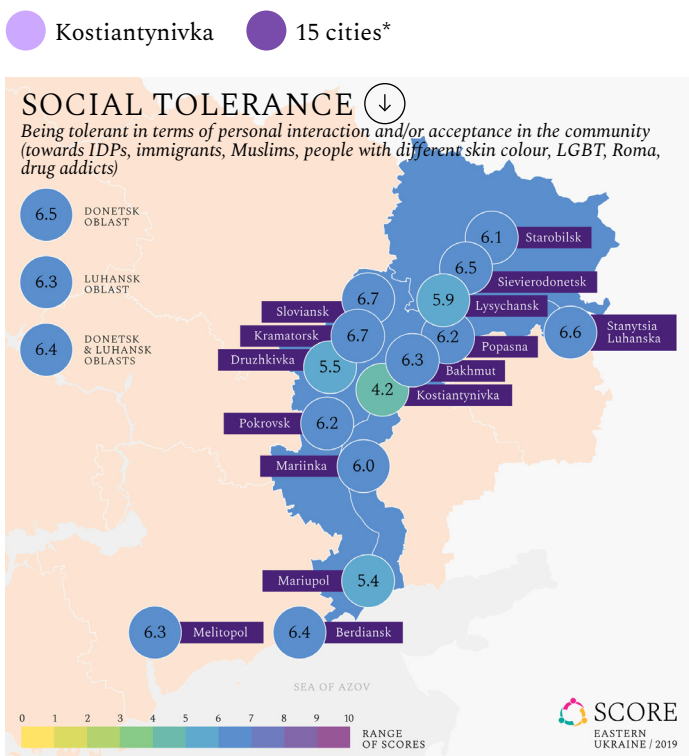 Kostiantynivka
15 cities*
SOCIAL TOLERANCE
Being tolerant in terms of personal interaction and/or acceptance in the community
(towards IDPs, immigrants, Muslims, people with different skin colour, LGBT, Roma,
drug addicts)
6.5 DONETSK
OBLAST
6.3 LUHANSK
OBLAST
6.4 DONETSK
& LUHANSK
OBLASTS
6.1 Starobilsk
6.5 Sievierodonetsk
5.9 Lysychansk
6.6 Stanytsia
Luhanska
Sloviansk 6.7
Kramatorsk 6.7
6.2 Popasna
Druzhkivka 5.5
6.3 Bakhmut
4.2 Kostiantynivka
Pokrovsk 6.2
Mariinka 6.0
Mariupol 5.4
6.3 Melitopol
6.4 Berdiansk
SEA OF AZOV
0 1 2 3 4 5 6 7 8 9 10
RANGE
OF SCORES
SCORE
EASTERN
UKRAINE / 2019